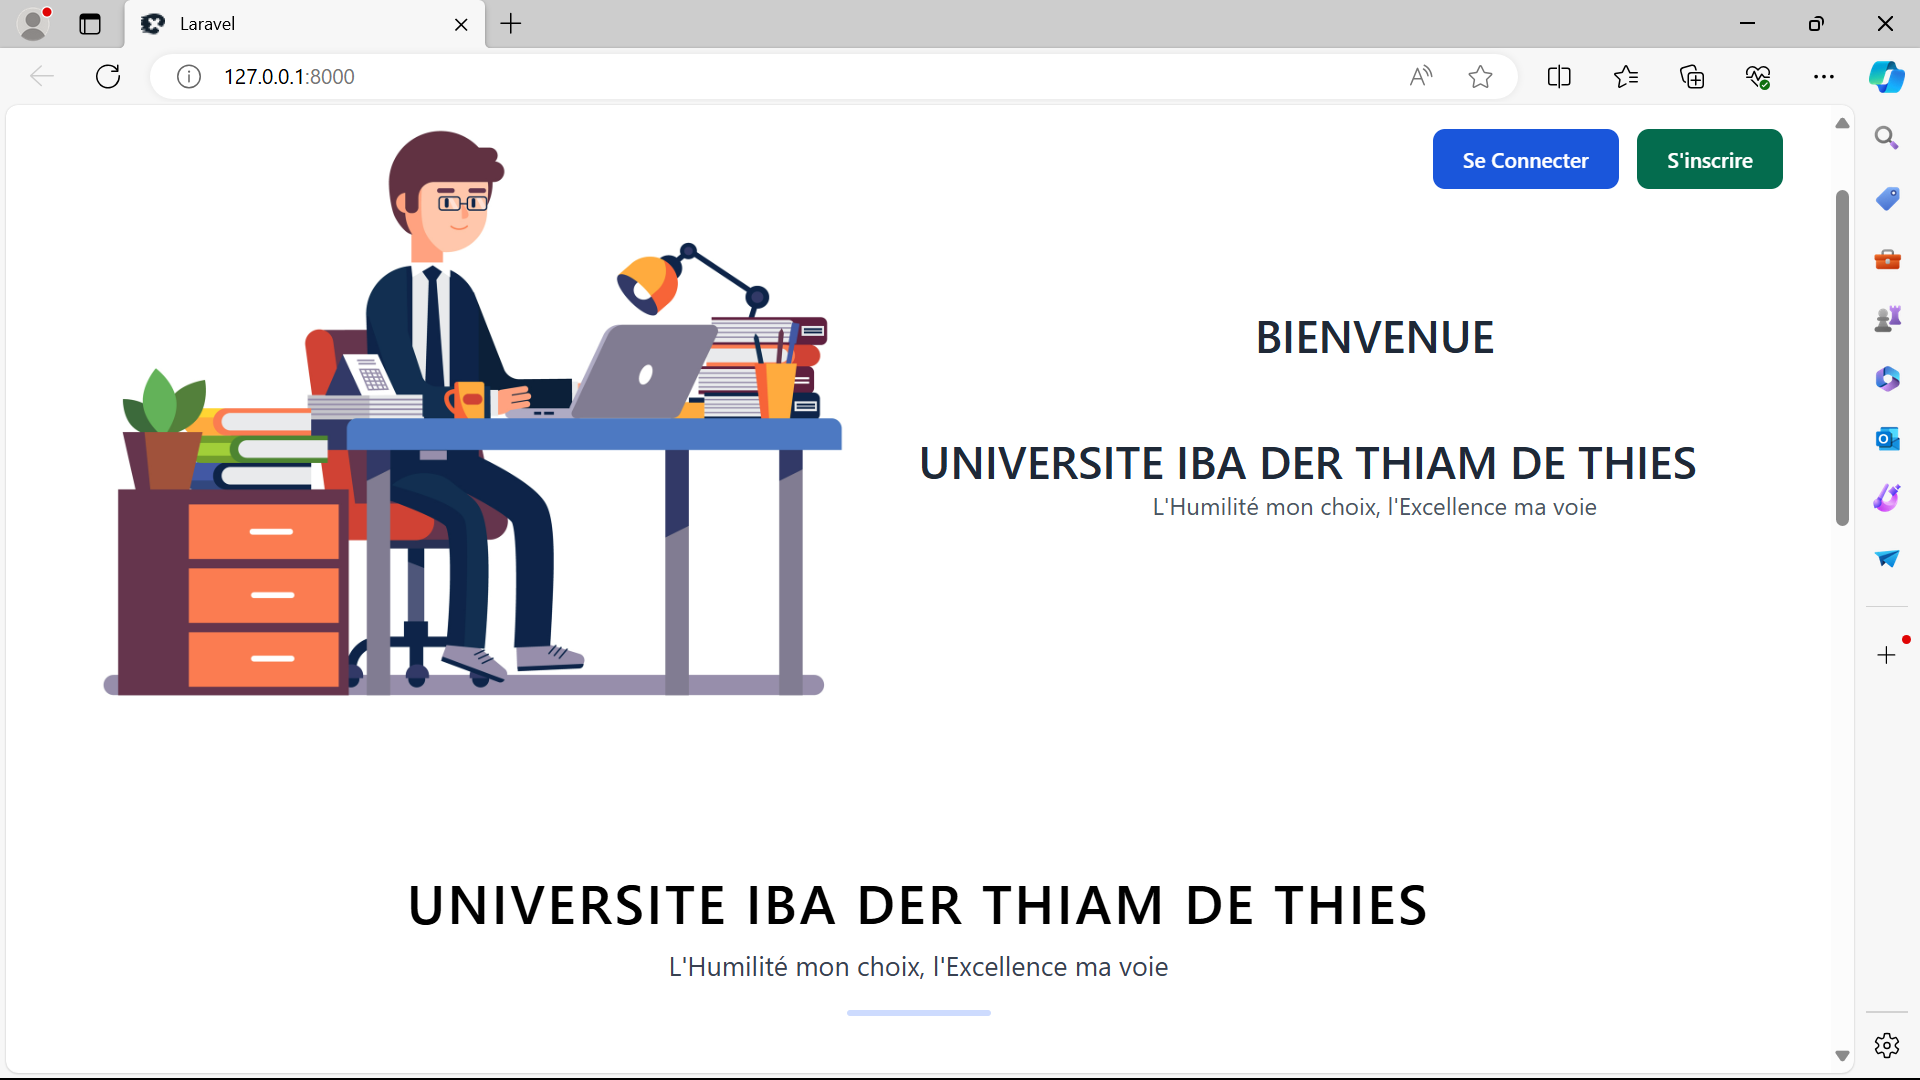 Laravel
127.0.0.1:8000
Se Connecter
S'inscrire
BIENVENUE
UNIVERSITE IBA DER THIAM DE THIES
L'Humilité mon choix, l'Excellence ma voie
UNIVERSITE IBA DER THIAM DE THIES
L'Humilité mon choix, l'Excellence ma voie